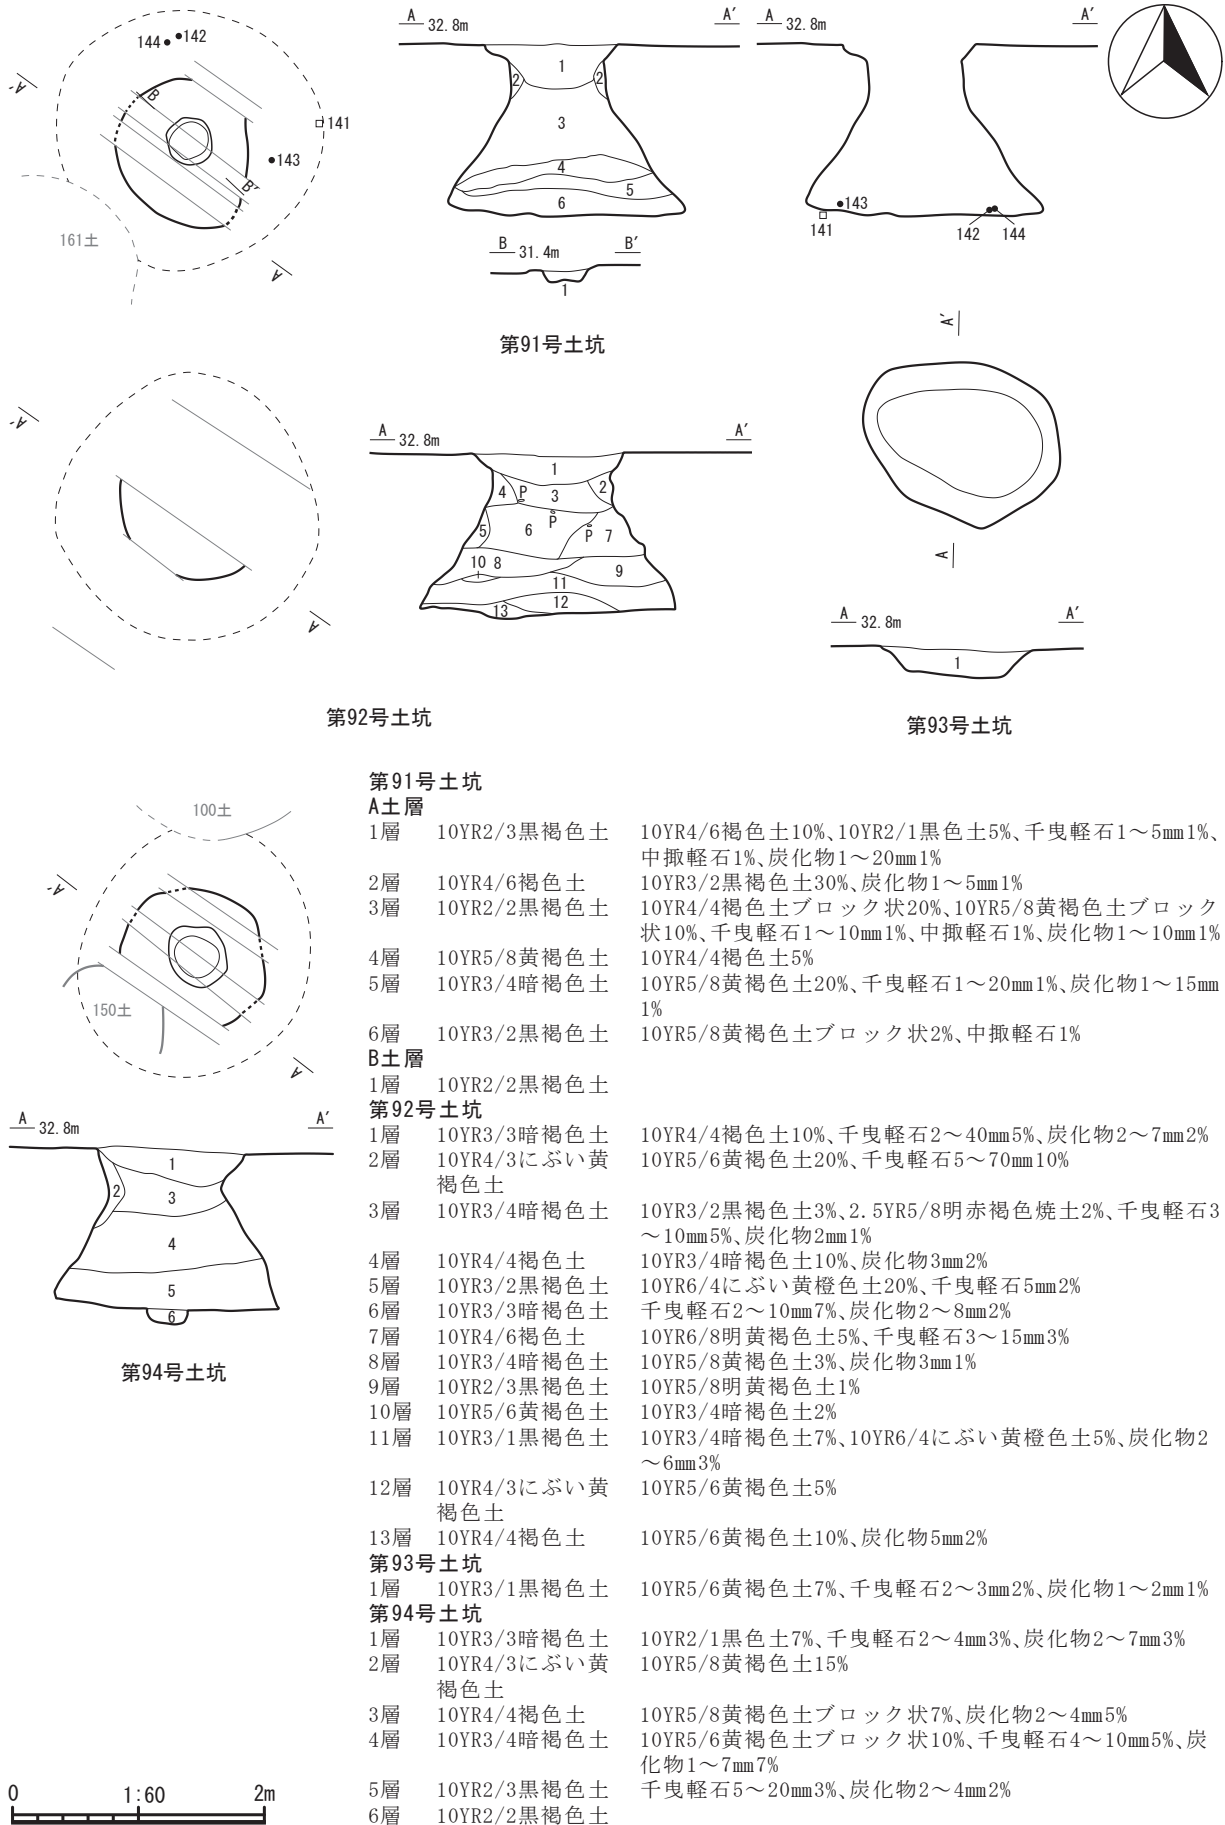 A 32.8m A′
A 32.8m A′
144 142
A′
B
141
143
B′
161土
A
1
2 2
3
4
5
6
143
141
142 144
B 31.4m B′
1
第91号土坑
A′
A
A′
A
A 32.8m A′
1
4 P 3 2
P
5 6 P 7
10 8
9
11
12
13
A 32.8m A′
1
第92号土坑
第93号土坑
100土
A′
150土
A
A 32.8m A′
1
2
3
4
5
6
第94号土坑
第91号土坑
A土層
1層 10YR2/3黒褐色土 10YR4/6褐色土10%、10YR2/1黒色土5%、千曳軽石1～5㎜1%、
中掫軽石1%、炭化物1～20㎜1%
2層 10YR4/6褐色土 10YR3/2黒褐色土30%、炭化物1～5㎜1%
3層 10YR2/2黒褐色土 10YR4/4褐色土ブロック状20%、10YR5/8黄褐色土ブロック
状10%、千曳軽石1～10㎜1%、中掫軽石1%、炭化物1～10㎜1%
4層 10YR5/8黄褐色土 10YR4/4褐色土5%
5層 10YR3/4暗褐色土 10YR5/8黄褐色土20%、千曳軽石1～20㎜1%、炭化物1～15㎜
1%
6層 10YR3/2黒褐色土 10YR5/8黄褐色土ブロック状2%、中掫軽石1%
B土層
1層 10YR2/2黒褐色土
第92号土坑
1層 10YR3/3暗褐色土 10YR4/4褐色土10%、千曳軽石2～40㎜5%、炭化物2～7㎜2%
2層 10YR4/3にぶい黄 10YR5/6黄褐色土20%、千曳軽石5～70㎜10%
褐色土
3層 10YR3/4暗褐色土 10YR3/2黒褐色土3%、2.5YR5/8明赤褐色焼土2%、千曳軽石3
～10㎜5%、炭化物2㎜1%
4層 10YR4/4褐色土 10YR3/4暗褐色土10%、炭化物3㎜2%
5層 10YR3/2黒褐色土 10YR6/4にぶい黄橙色土20%、千曳軽石5㎜2%
6層 10YR3/3暗褐色土 千曳軽石2～10㎜7%、炭化物2～8㎜2%
7層 10YR4/6褐色土 10YR6/8明黄褐色土5%、千曳軽石3～15㎜3%
8層 10YR3/4暗褐色土 10YR5/8黄褐色土3%、炭化物3㎜1%
9層 10YR2/3黒褐色土 10YR5/8明黄褐色土1%
10層 10YR5/6黄褐色土 10YR3/4暗褐色土2%
11層 10YR3/1黒褐色土 10YR3/4暗褐色土7%、10YR6/4にぶい黄橙色土5%、炭化物2
～6㎜3%
12層 10YR4/3にぶい黄 10YR5/6黄褐色土5%
褐色土
13層 10YR4/4褐色土 10YR5/6黄褐色土10%、炭化物5㎜2%
第93号土坑
1層 10YR3/1黒褐色土 10YR5/6黄褐色土7%、千曳軽石2～3㎜2%、炭化物1～2㎜1%
第94号土坑
1層 10YR3/3暗褐色土 10YR2/1黒色土7%、千曳軽石2～4㎜3%、炭化物2～7㎜3%
2層 10YR4/3にぶい黄 10YR5/8黄褐色土15%
褐色土
3層 10YR4/4褐色土 10YR5/8黄褐色土ブロック状7%、炭化物2～4㎜5%
4層 10YR3/4暗褐色土 10YR5/6黄褐色土ブロック状10%、千曳軽石4～10㎜5%、炭
化物1～7㎜7%
5層 10YR2/3黒褐色土 千曳軽石5～20㎜3%、炭化物2～4㎜2%
6層 10YR2/2黒褐色土
0 1:60 2m